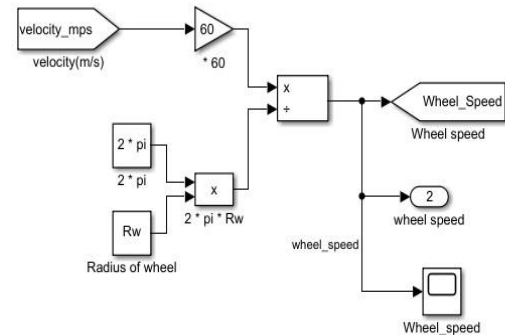 velocity_mps
velocity(m/s)
60
* 60
x
÷
Wheel_Speed
Wheel speed
2 * pi
2 * pi
x
2 * pi * Rw
Rw
Radius of wheel
2
wheel speed
wheel_speed
Wheel_speed